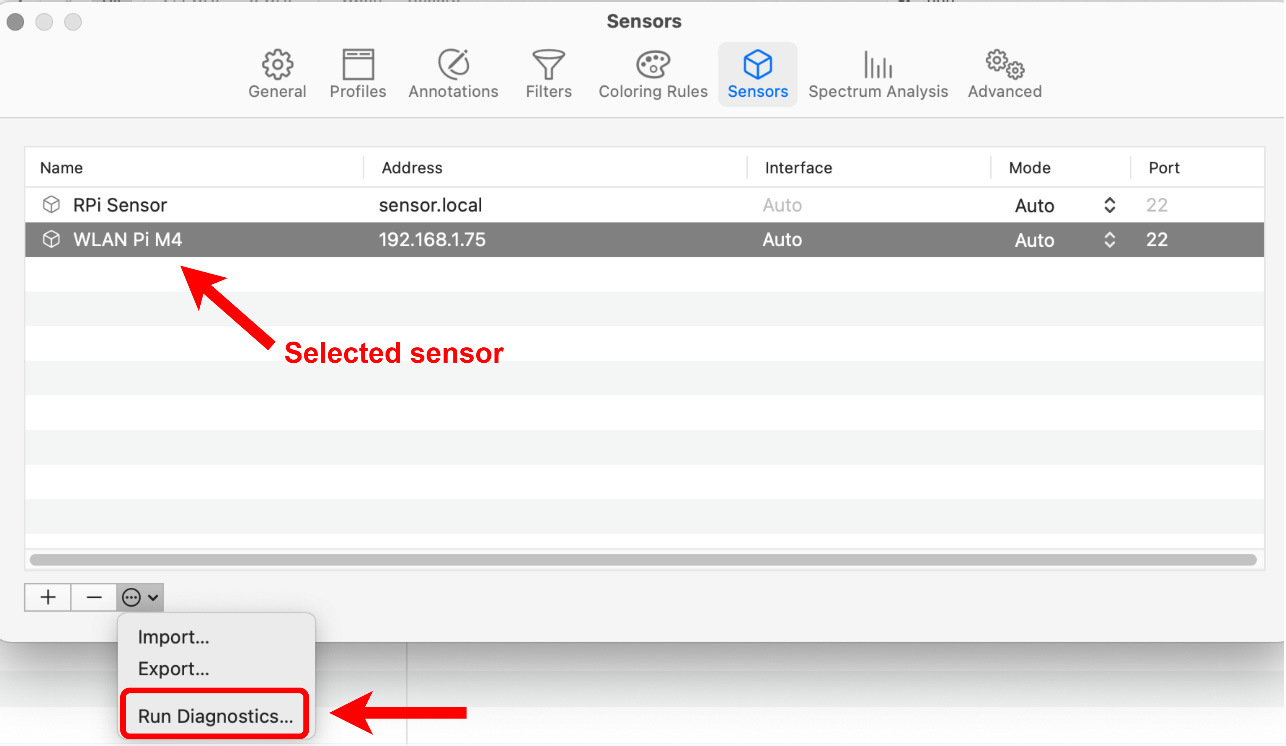 Sensors
General Profiles Annotations Filters Coloring Rules Sensors Spectrum Analysis Advanced
Name Address Interface Mode Port
RPi Sensor sensor.local Auto Auto 22
WLAN Pi M4 192.168.1.75 Auto Auto 22
Selected sensor
Import...
Export...
Run Diagnostics...